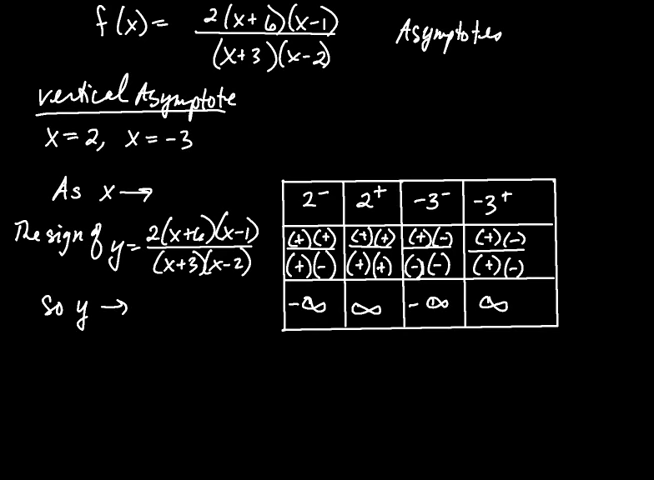 f(x) = 2(x+6)(x-1) / (x+3)(x-2) Asymptotes
vertical Asymptote
x=2, x=-3
As x→ 2⁻ 2⁺ -3⁻ -3⁺
The sign of y = 2(x+6)(x-1) / (x+3)(x-2) (+)(+) / (+)(-) (+)(+) / (+)(+) (+)(-) / (-)(-) (+)(-) / (+)(-)
So y → -∞ ∞ -∞ ∞